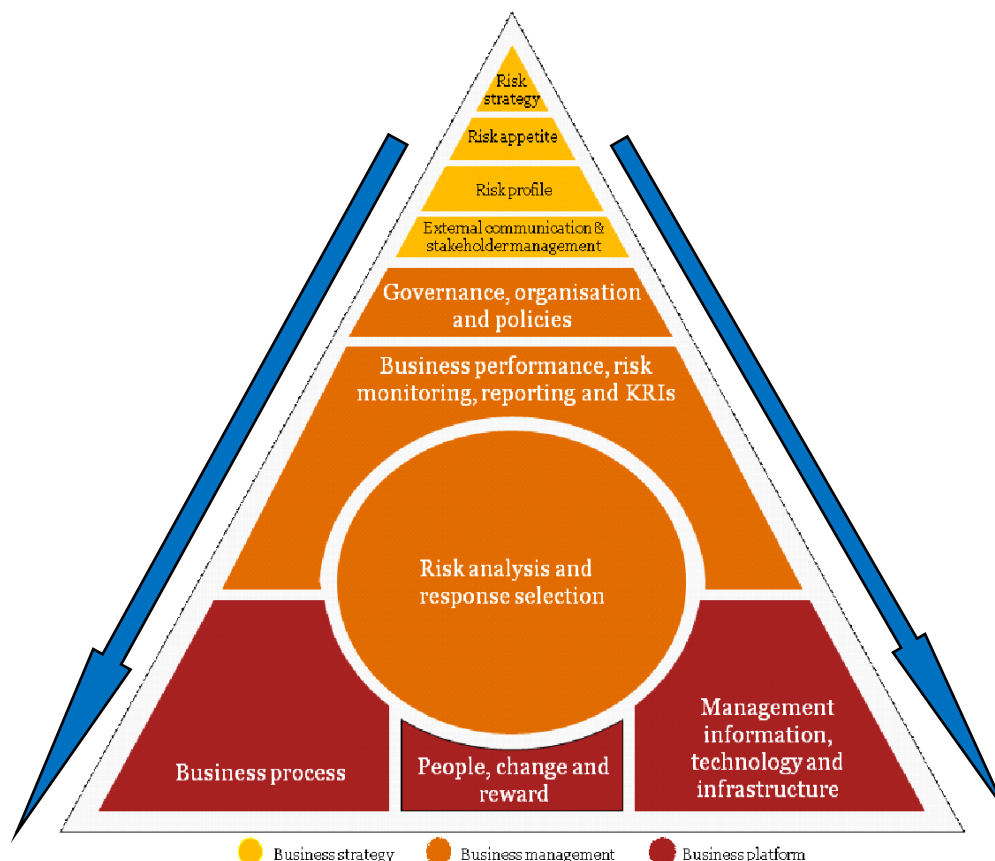 Risk
strategy
Risk appetite
Risk profile
External communication &
stakeholder management
Governance, organisation
and policies
Business performance, risk
monitoring, reporting and KRIs
Risk analysis and
response selection
Business process
People, change and
reward
Management
information,
technology and
infrastructure
Business strategy
Business management
Business platform